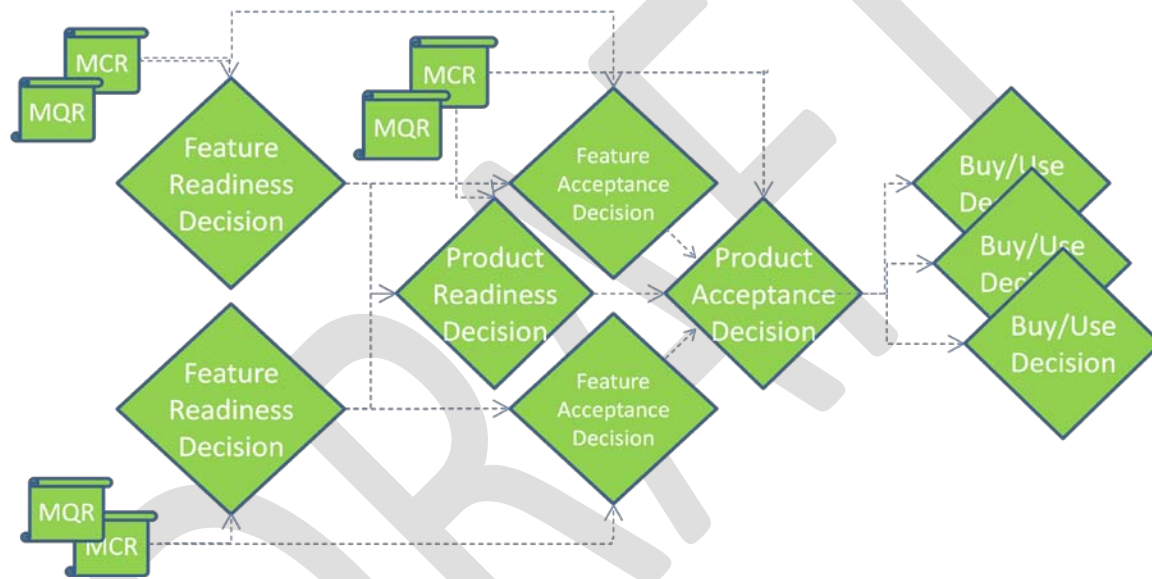 MCR
MQR
Feature
Readiness
Decision
MCR
MQR
Feature
Acceptance
Decision
Product
Readiness
Decision
Product
Acceptance
Decision
Buy/Use
Buy/Use
Buy/Use
Decision
Feature
Readiness
Decision
Feature
Acceptance
Decision
MQR
MCR
DRAFT